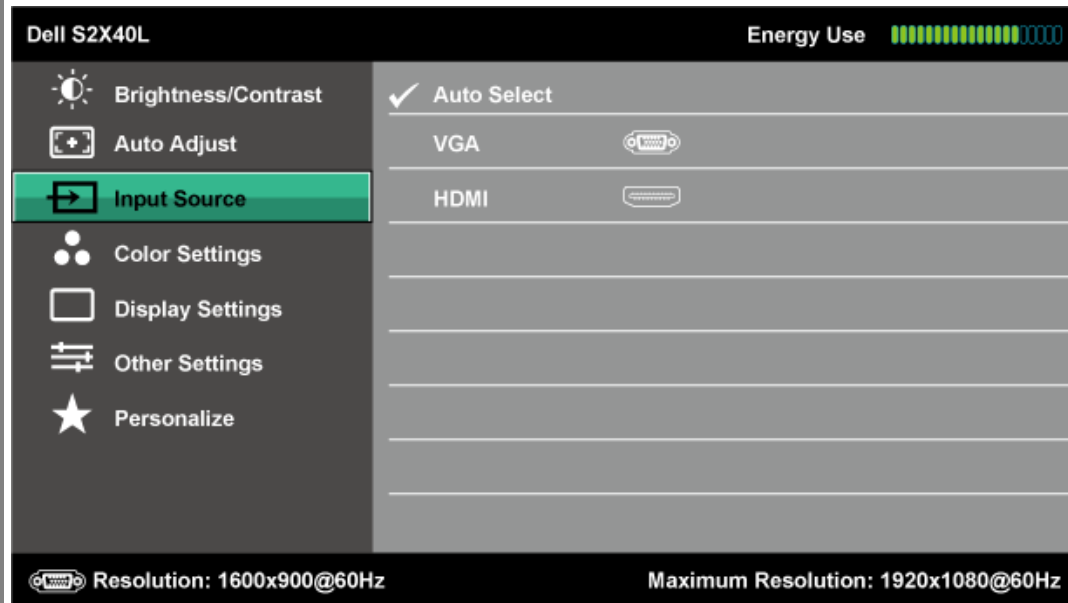 Dell S2X40L Energy Use
Brightness/Contrast
Auto Adjust
Input Source
Color Settings
Display Settings
Other Settings
Personalize
Auto Select
VGA
HDMI
Resolution: 1600x900@60Hz Maximum Resolution: 1920x1080@60Hz